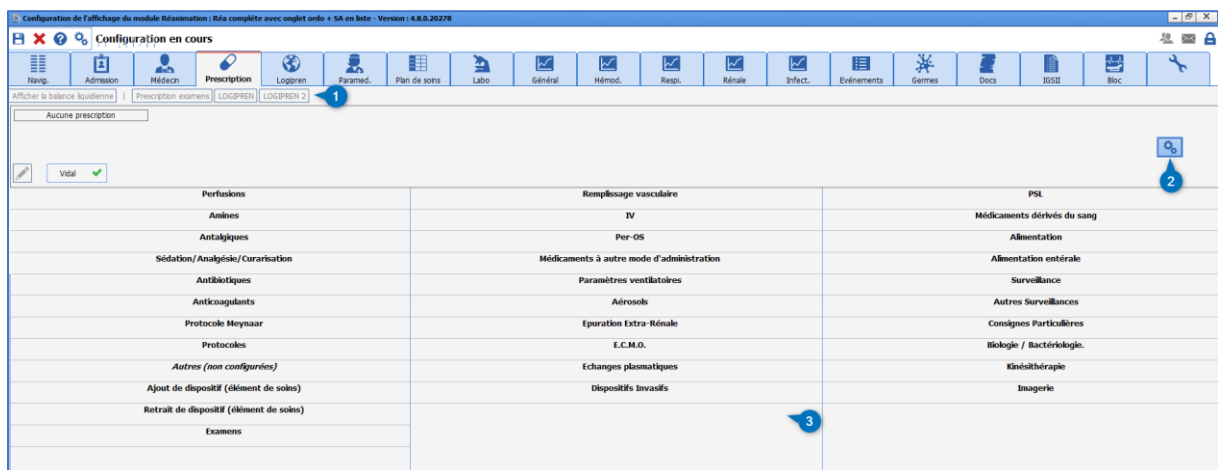 Configuration de l'affichage du module Réanimation : Réa complète avec onglet ordo + SA en liste - Version : 4.8.0.20278
Configuration en cours
Navig. Admission Médecin Prescription Logipren Paramed. Plan de soins Labo Général Hémod. Respi. Rénale Infect. Evénements Germes Docs IGSII Bloc
Afficher la balance liquidienne | Prescription examens LOGIPREN LOGIPREN 2 1
Aucune prescription
2
Vidal
Perfusions Remplissage vasculaire PSL
Amines IV Médicaments dérivés du sang
Antalgiques Per-OS Alimentation
Sédation/Analgésie/Curarisation Médicaments à autre mode d'administration Alimentation entérale
Antibiotiques Paramètres ventilatoires Surveillance
Anticoagulants Aérosols Autres Surveillances
Protocole Meynaar Epuration Extra-Rénale Consignes Particulières
Protocoles E.C.M.O. Biologie / Bactériologie.
Autres (non configurées) Echanges plasmatiques Kinésithérapie
Ajout de dispositif (élément de soins) Dispositifs Invasifs Imagerie
Retrait de dispositif (élément de soins)
3
Examens